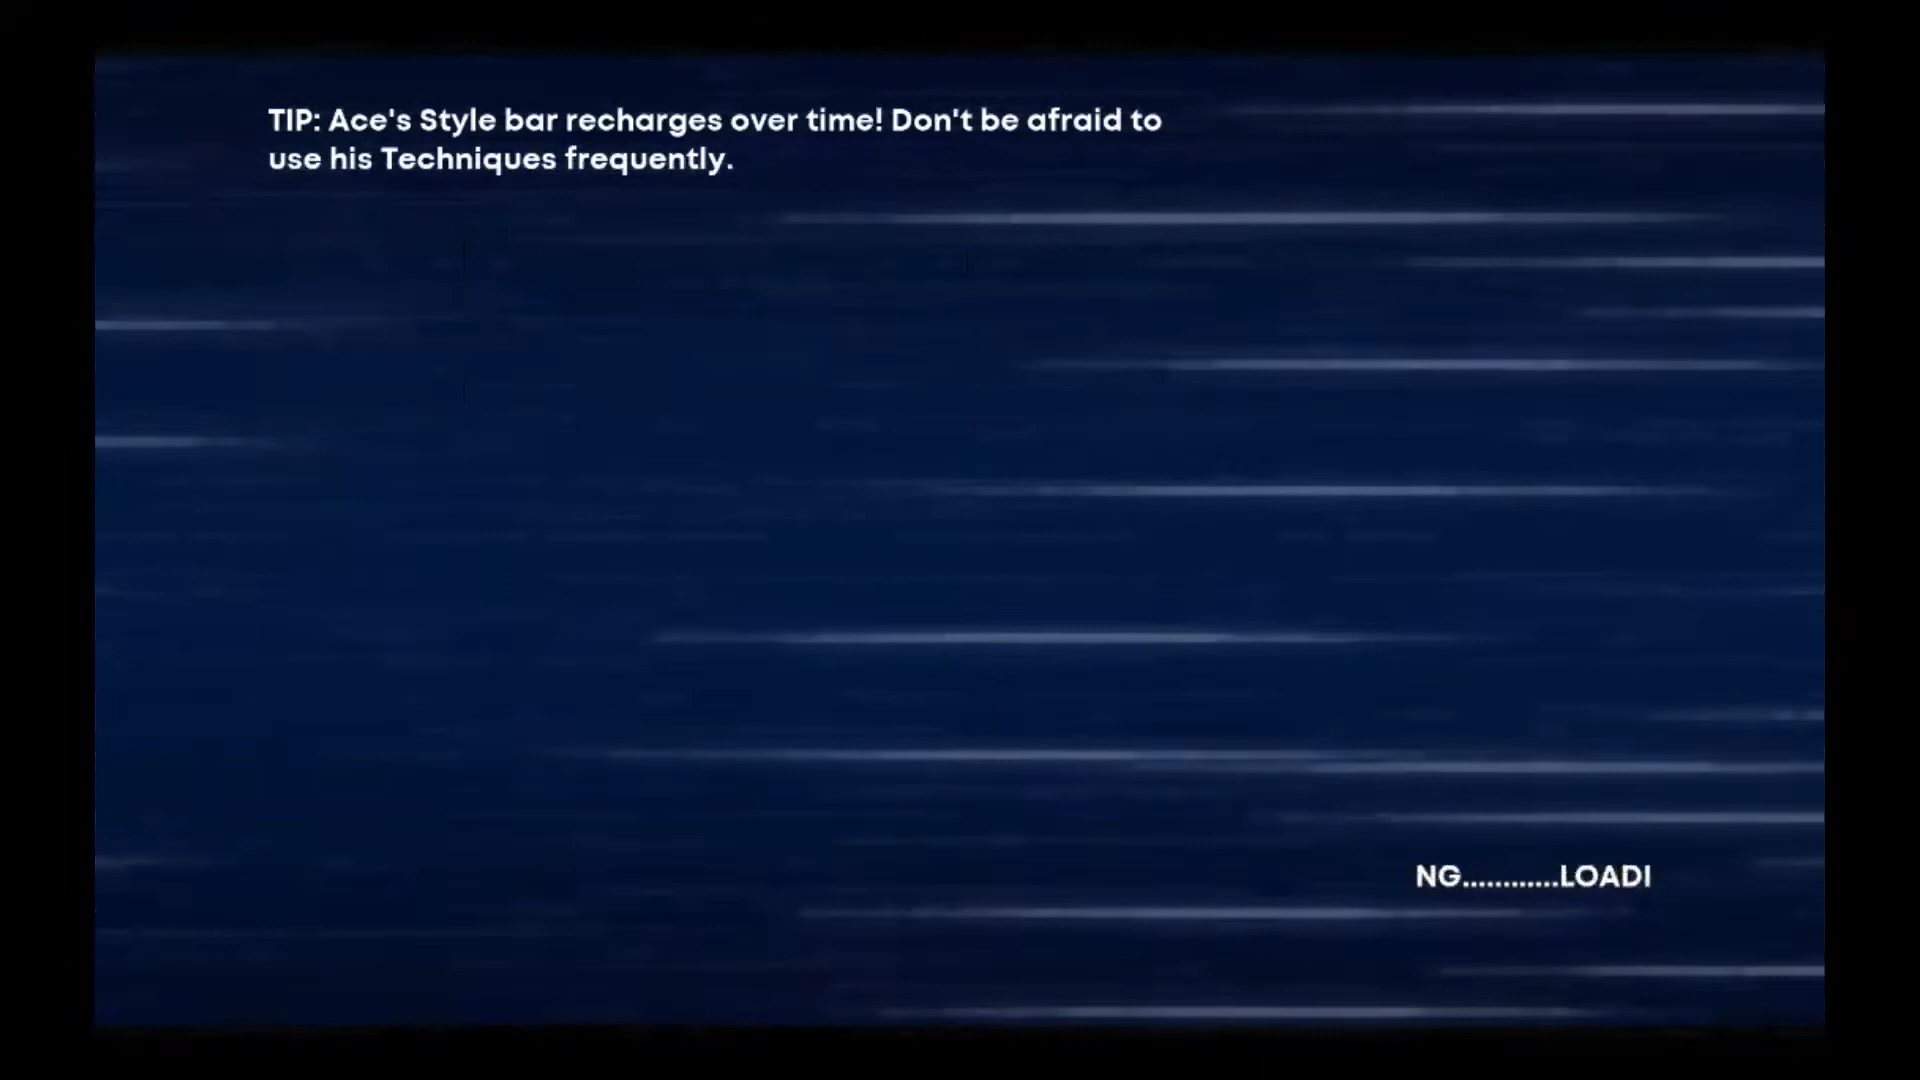 TIP: Ace's Style bar recharges over time! Don't be afraid to
use his Techniques frequently.
NG............LOADI